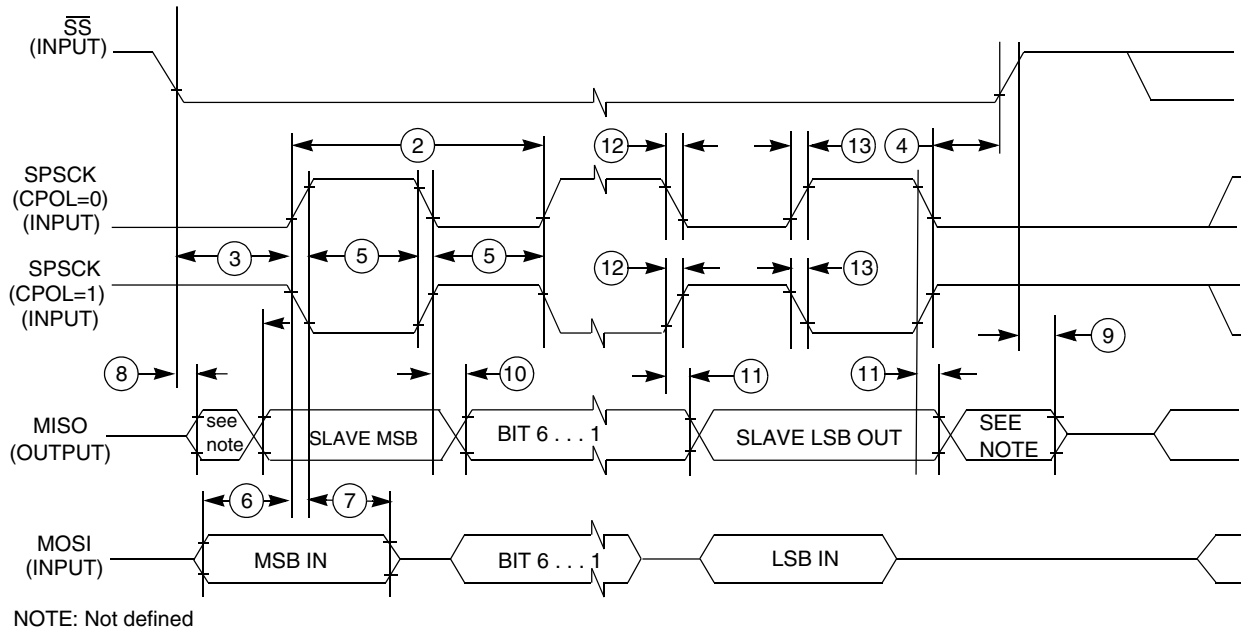 SS
(INPUT)
2
12
13
4
SPSCK
(CPOL=0)
(INPUT)
3
5
5
SPSCK
(CPOL=1)
(INPUT)
12
13
8
10
11
11
9
MISO
(OUTPUT)
see
note
SLAVE MSB
BIT 6 . . . 1
SLAVE LSB OUT
SEE
NOTE
6
7
MOSI
(INPUT)
MSB IN
BIT 6 . . . 1
LSB IN
NOTE: Not defined